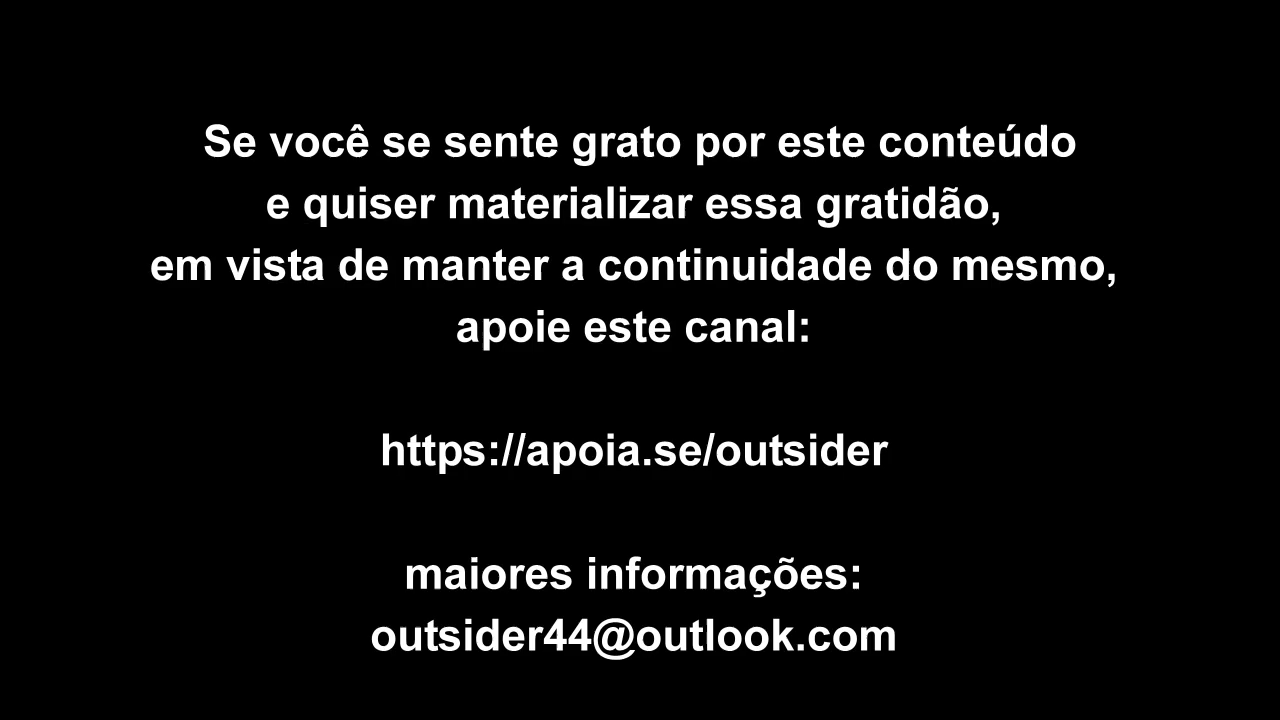 Se você se sente grato por este conteúdo
e quiser materializar essa gratidão,
em vista de manter a continuidade do mesmo,
apoie este canal:
https://apoia.se/outsider
maiores informações:
outsider44@outlook.com